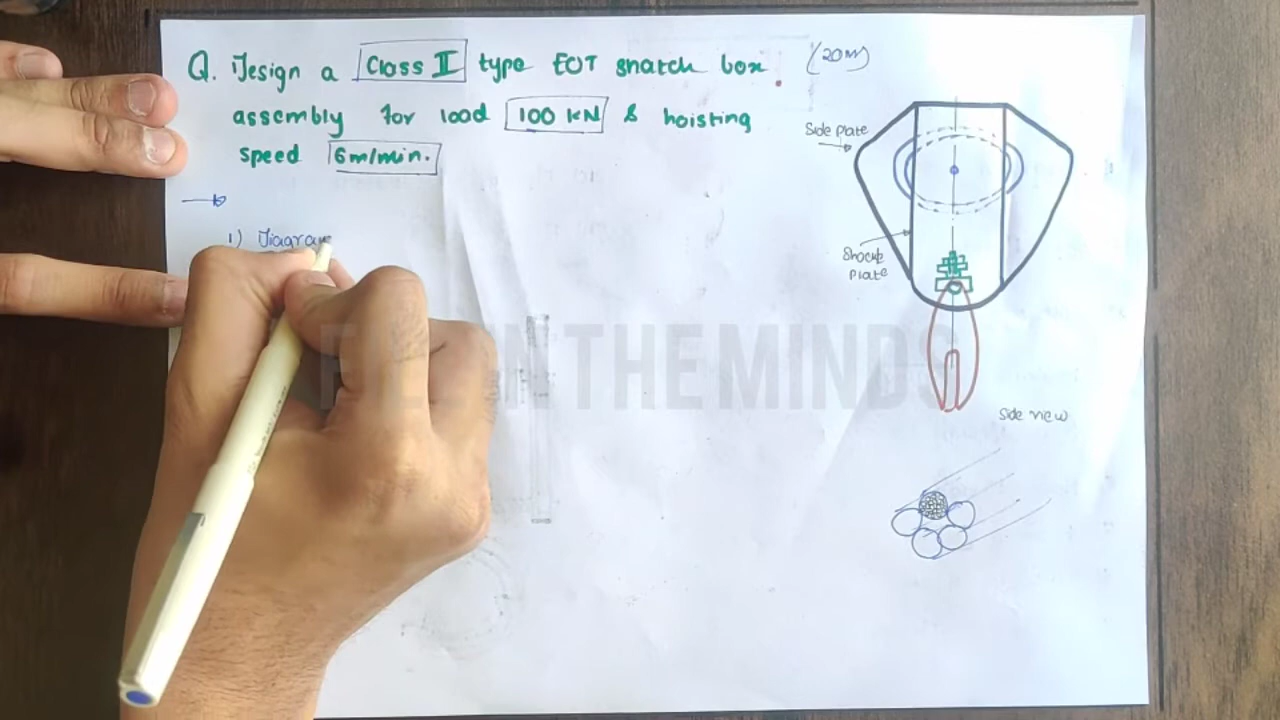 Q. Design a Class II type EOT snatch box. (20M)
assembly for load 100 kN & hoisting
speed 6m/min.
1) Diagram
Side plate
Shock plate
Side view